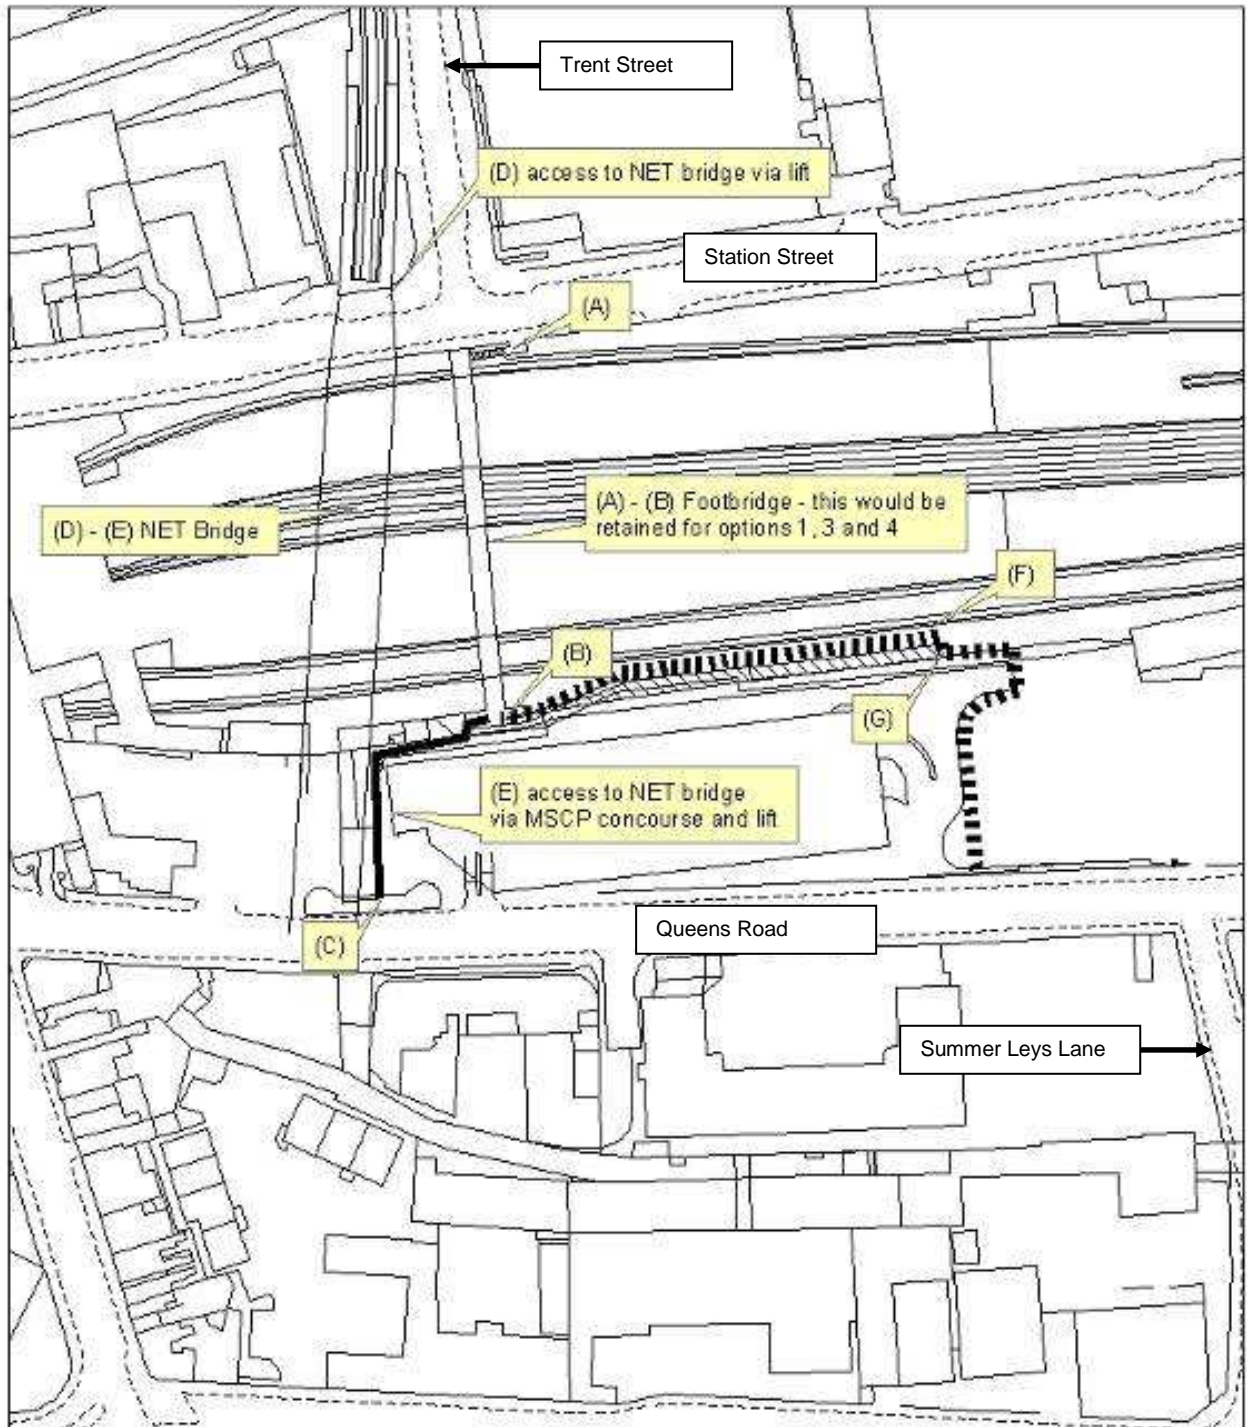 Trent Street
(D) access to NET bridge via lift
Station Street
(A)
(A) - (B) Footbridge - this would be
retained for options 1, 3 and 4
(D) - (E) NET Bridge
(F)
(B)
(G)
(E) access to NET bridge
via MSCP concourse and lift
Queens Road
(C)
Summer Leys Lane